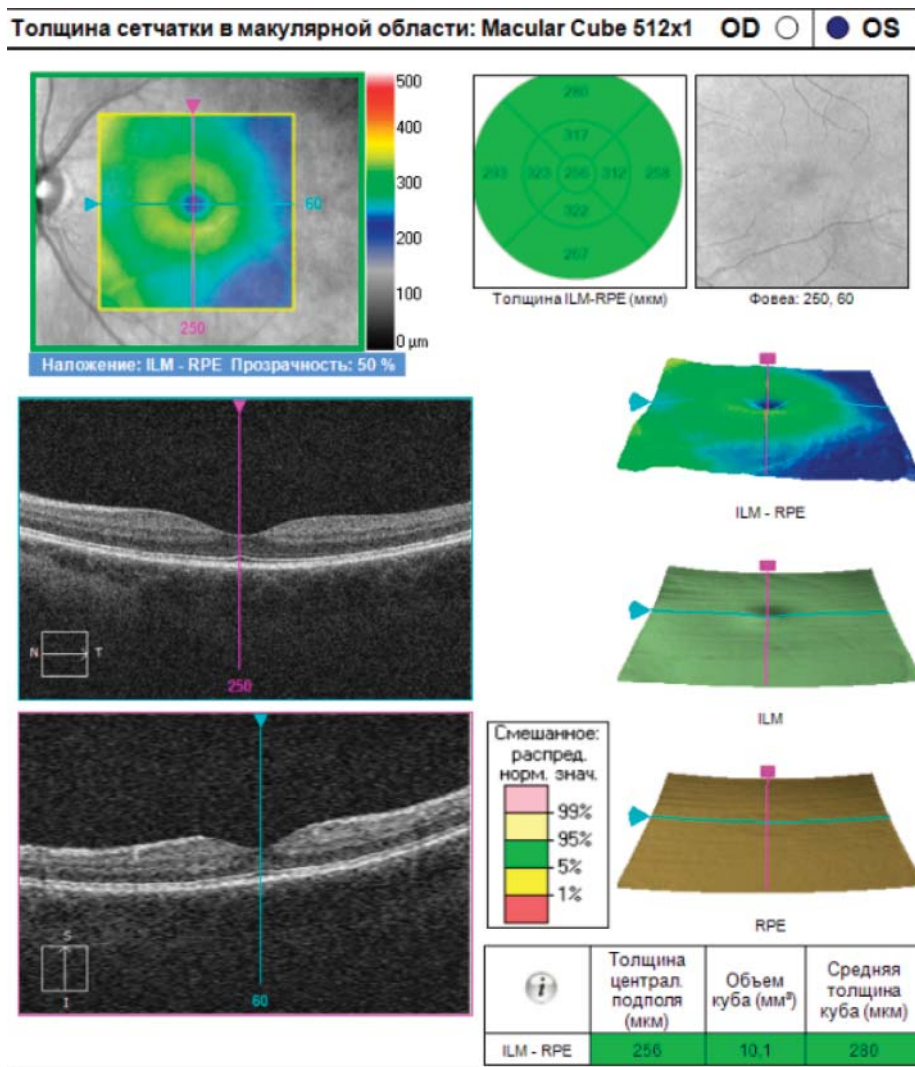 Толщина сетчатки в макулярной области: Macular Cube 512x1 OD OS
500
400
300
200
100
0 µm
60
250
Наложение: ILM - RPE Прозрачность: 50 %
280
317
293 323 256 312 258
322
267
Толщина ILM-RPE (мкм)
Фовеа: 250, 60
ILM - RPE
N T
250
ILM
Смешанное:
распред.
норм. знач.
99%
95%
5%
1%
RPE
S
I
60
Толщина
централ.
подполя
(мкм)
Объем
куба (мм³)
Средняя
толщина
куба (мкм)
ILM - RPE 256 10,1 280